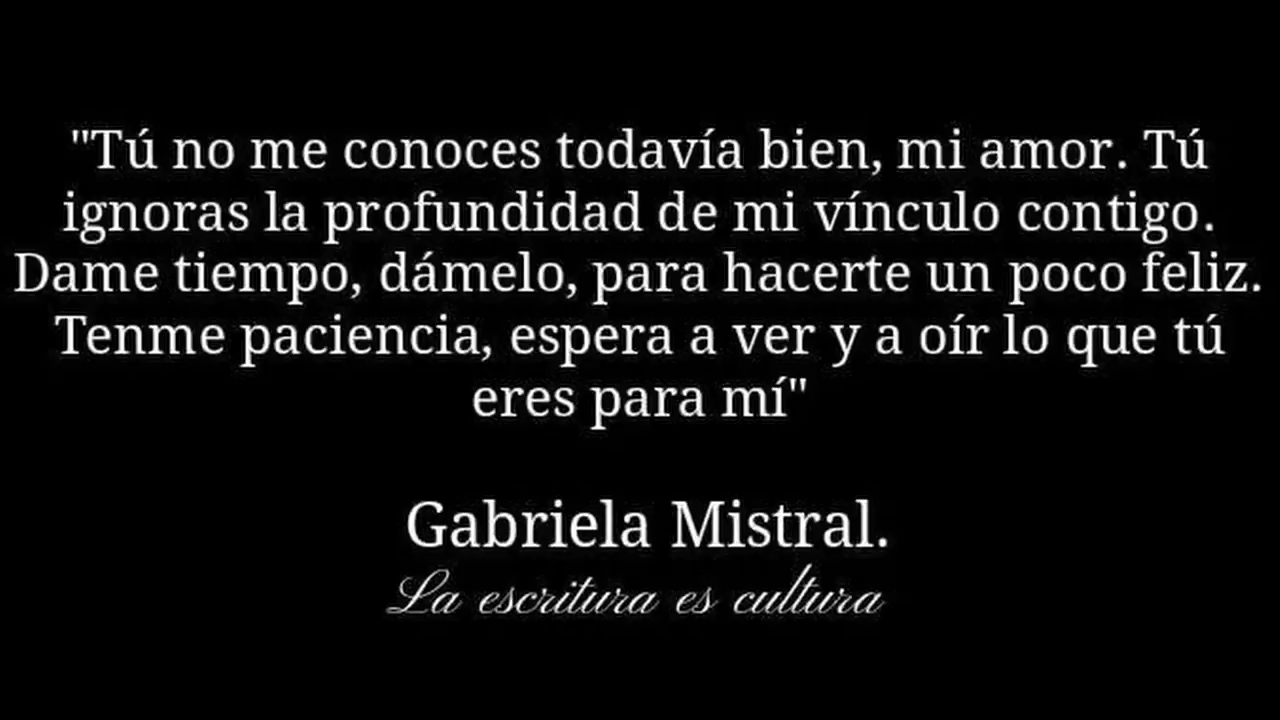 "Tú no me conoces todavía bien, mi amor. Tú
ignoras la profundidad de mi vínculo contigo.
Dame tiempo, dámelo, para hacerte un poco feliz.
Tenme paciencia, espera a ver y a oír lo que tú
eres para mí"
Gabriela Mistral.
La escritura es cultura